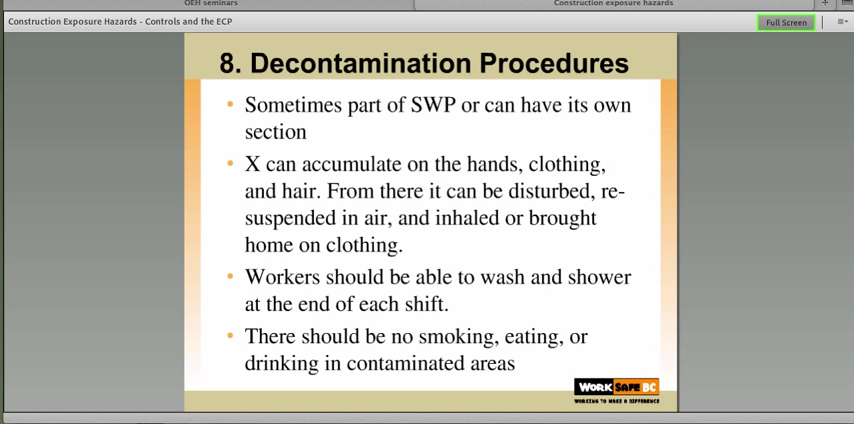 OEH seminars
Construction exposure hazards
Construction Exposure Hazards - Controls and the ECP
Full Screen
8. Decontamination Procedures
• Sometimes part of SWP or can have its own
section
• X can accumulate on the hands, clothing,
and hair. From there it can be disturbed, re-
suspended in air, and inhaled or brought
home on clothing.
• Workers should be able to wash and shower
at the end of each shift.
• There should be no smoking, eating, or
drinking in contaminated areas
WORK SAFE BC
WORKING TO MAKE A DIFFERENCE